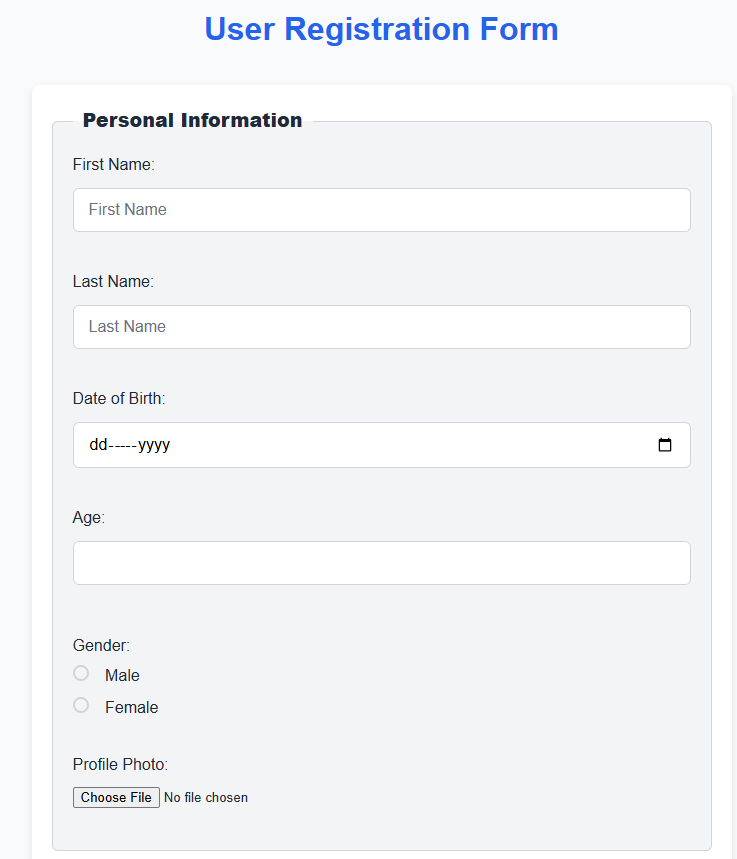 User Registration Form
Personal Information
First Name:
First Name
Last Name:
Last Name
Date of Birth:
dd-----yyyy
Age:
Gender:
Male
Female
Profile Photo:
Choose File No file chosen